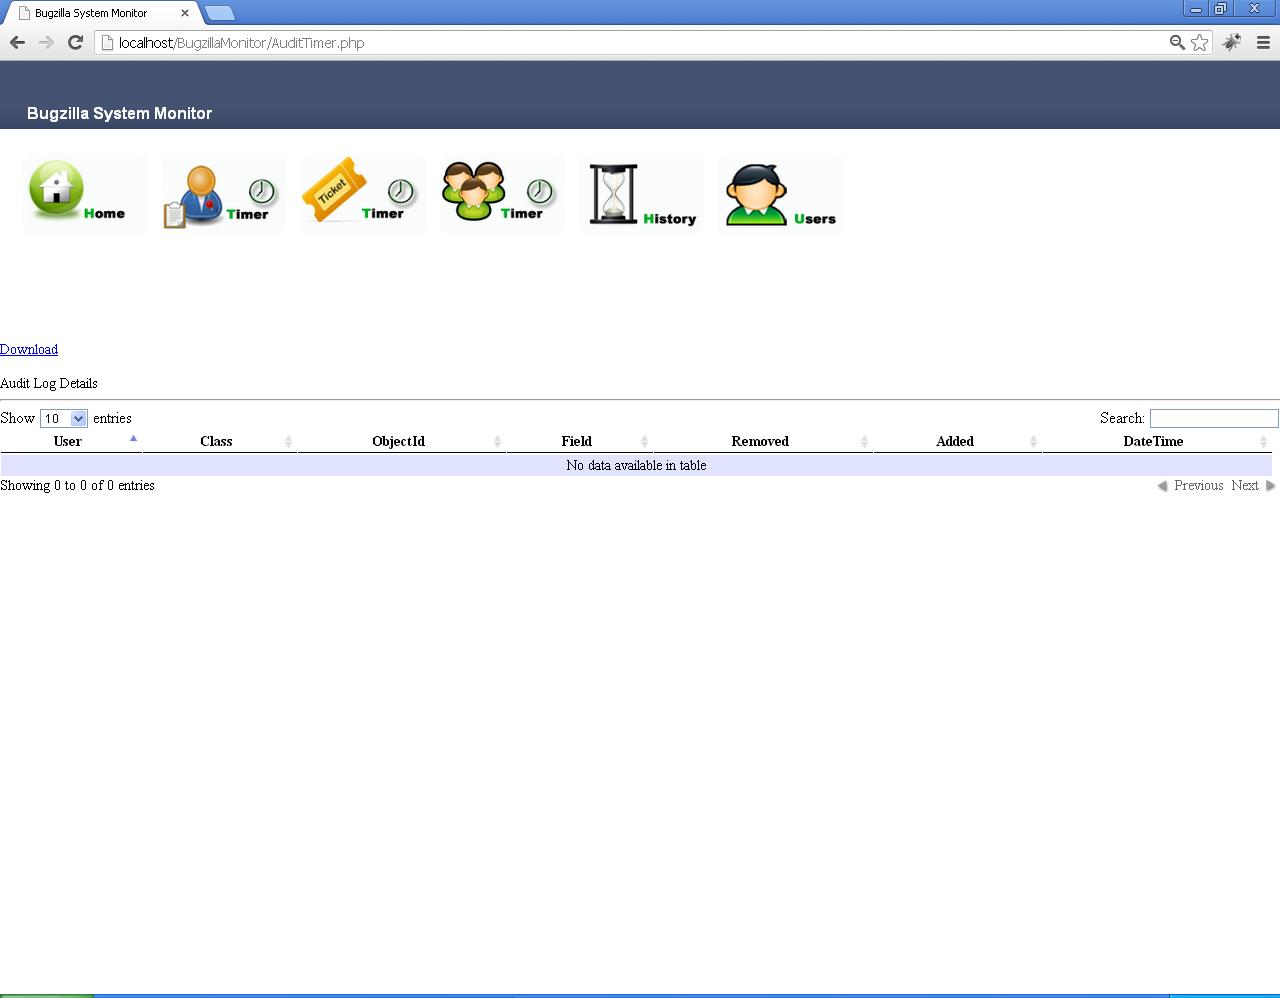 Bugzilla System Monitor
localhost/BugzillaMonitor/AuditTimer.php
Bugzilla System Monitor
Home Timer Ticket Timer Timer History Users
Download
Audit Log Details
Show 10 entries Search:
User Class ObjectId Field Removed Added DateTime
No data available in table
Showing 0 to 0 of 0 entries Previous Next